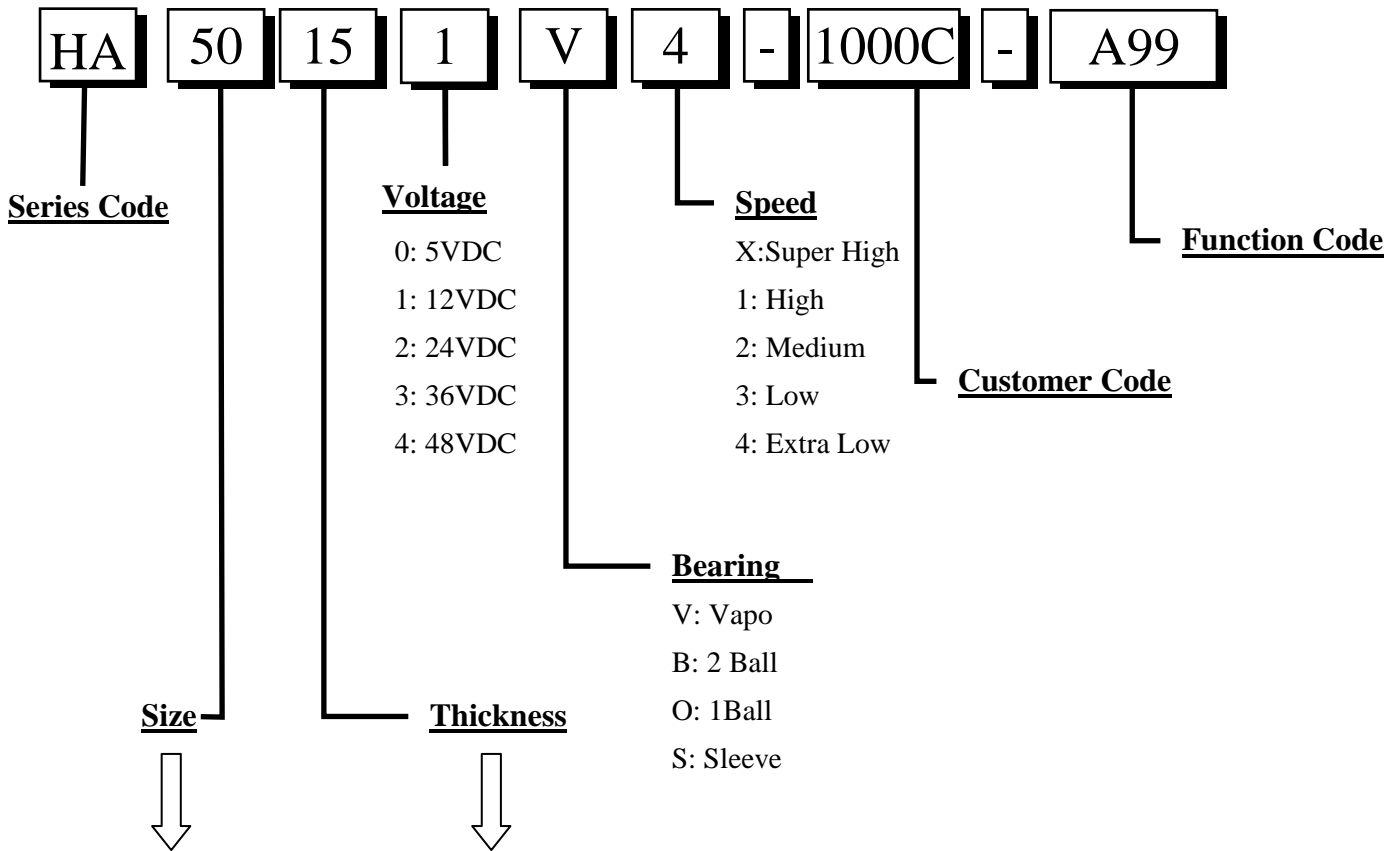 HA 50 15 1 V 4 - 1000C - A99
Series Code
Voltage
0: 5VDC
1: 12VDC
2: 24VDC
3: 36VDC
4: 48VDC
Speed
X:Super High
1: High
2: Medium
3: Low
4: Extra Low
Function Code
Customer Code
Bearing
V: Vapo
B: 2 Ball
O: 1Ball
S: Sleeve
Size
Thickness